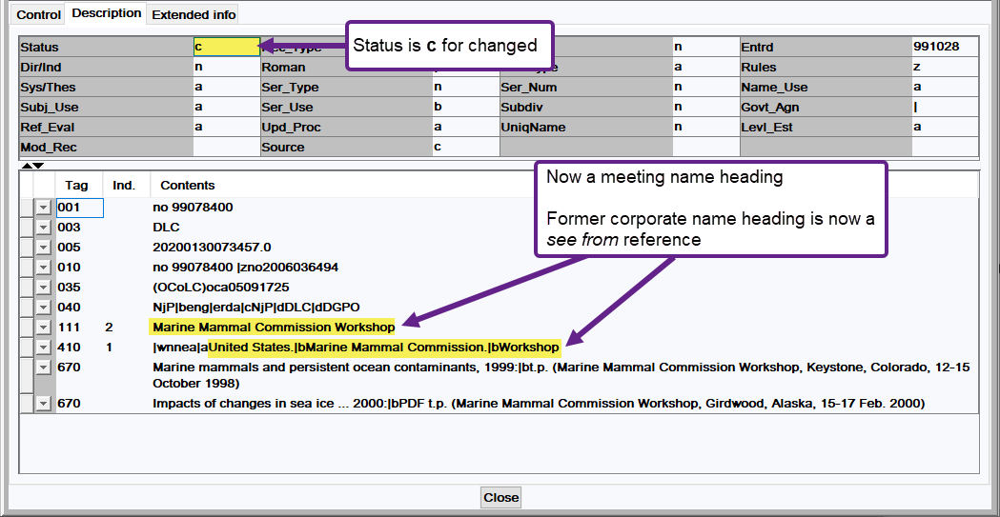 Control Description Extended info
Status c Status is c for changed n Entrd 991028
Dir/Ind n Roman a Rules z
Sys/Thes a Ser_Type n Ser_Num n Name_Use a
Subj_Use a Ser_Use b Subdiv n Govt_Agn |
Ref_Eval a Upd_Proc a UniqName n Levl_Est a
Mod_Rec Source c
Now a meeting name heading
Former corporate name heading is now a
see from reference
Tag Ind. Contents
001 no 99078400
003 DLC
005 20200130073457.0
010 no 99078400 |zno2006036494
035 (OCoLC)oca05091725
040 NjP|beng|erda|cNjP|dDLC|dDGPO
111 2 Marine Mammal Commission Workshop
410 1 |wnnea|aUnited States.|bMarine Mammal Commission.|bWorkshop
670 Marine mammals and persistent ocean contaminants, 1999:|bt.p. (Marine Mammal Commission Workshop, Keystone, Colorado, 12-15
October 1998)
670 Impacts of changes in sea ice ... 2000:|bPDF t.p. (Marine Mammal Commission Workshop, Girdwood, Alaska, 15-17 Feb. 2000)
Close